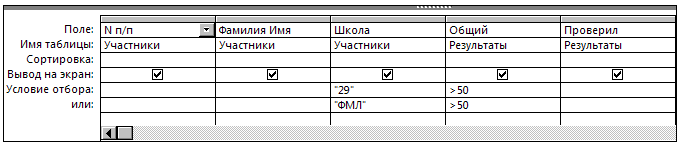 Поле: N п/п Фамилия Имя Школа Общий Проверил
Имя таблицы: Участники Участники Участники Результаты Результаты
Сортировка:
Вывод на экран:
Условие отбора: "29" >50
или: "ФМЛ" >50